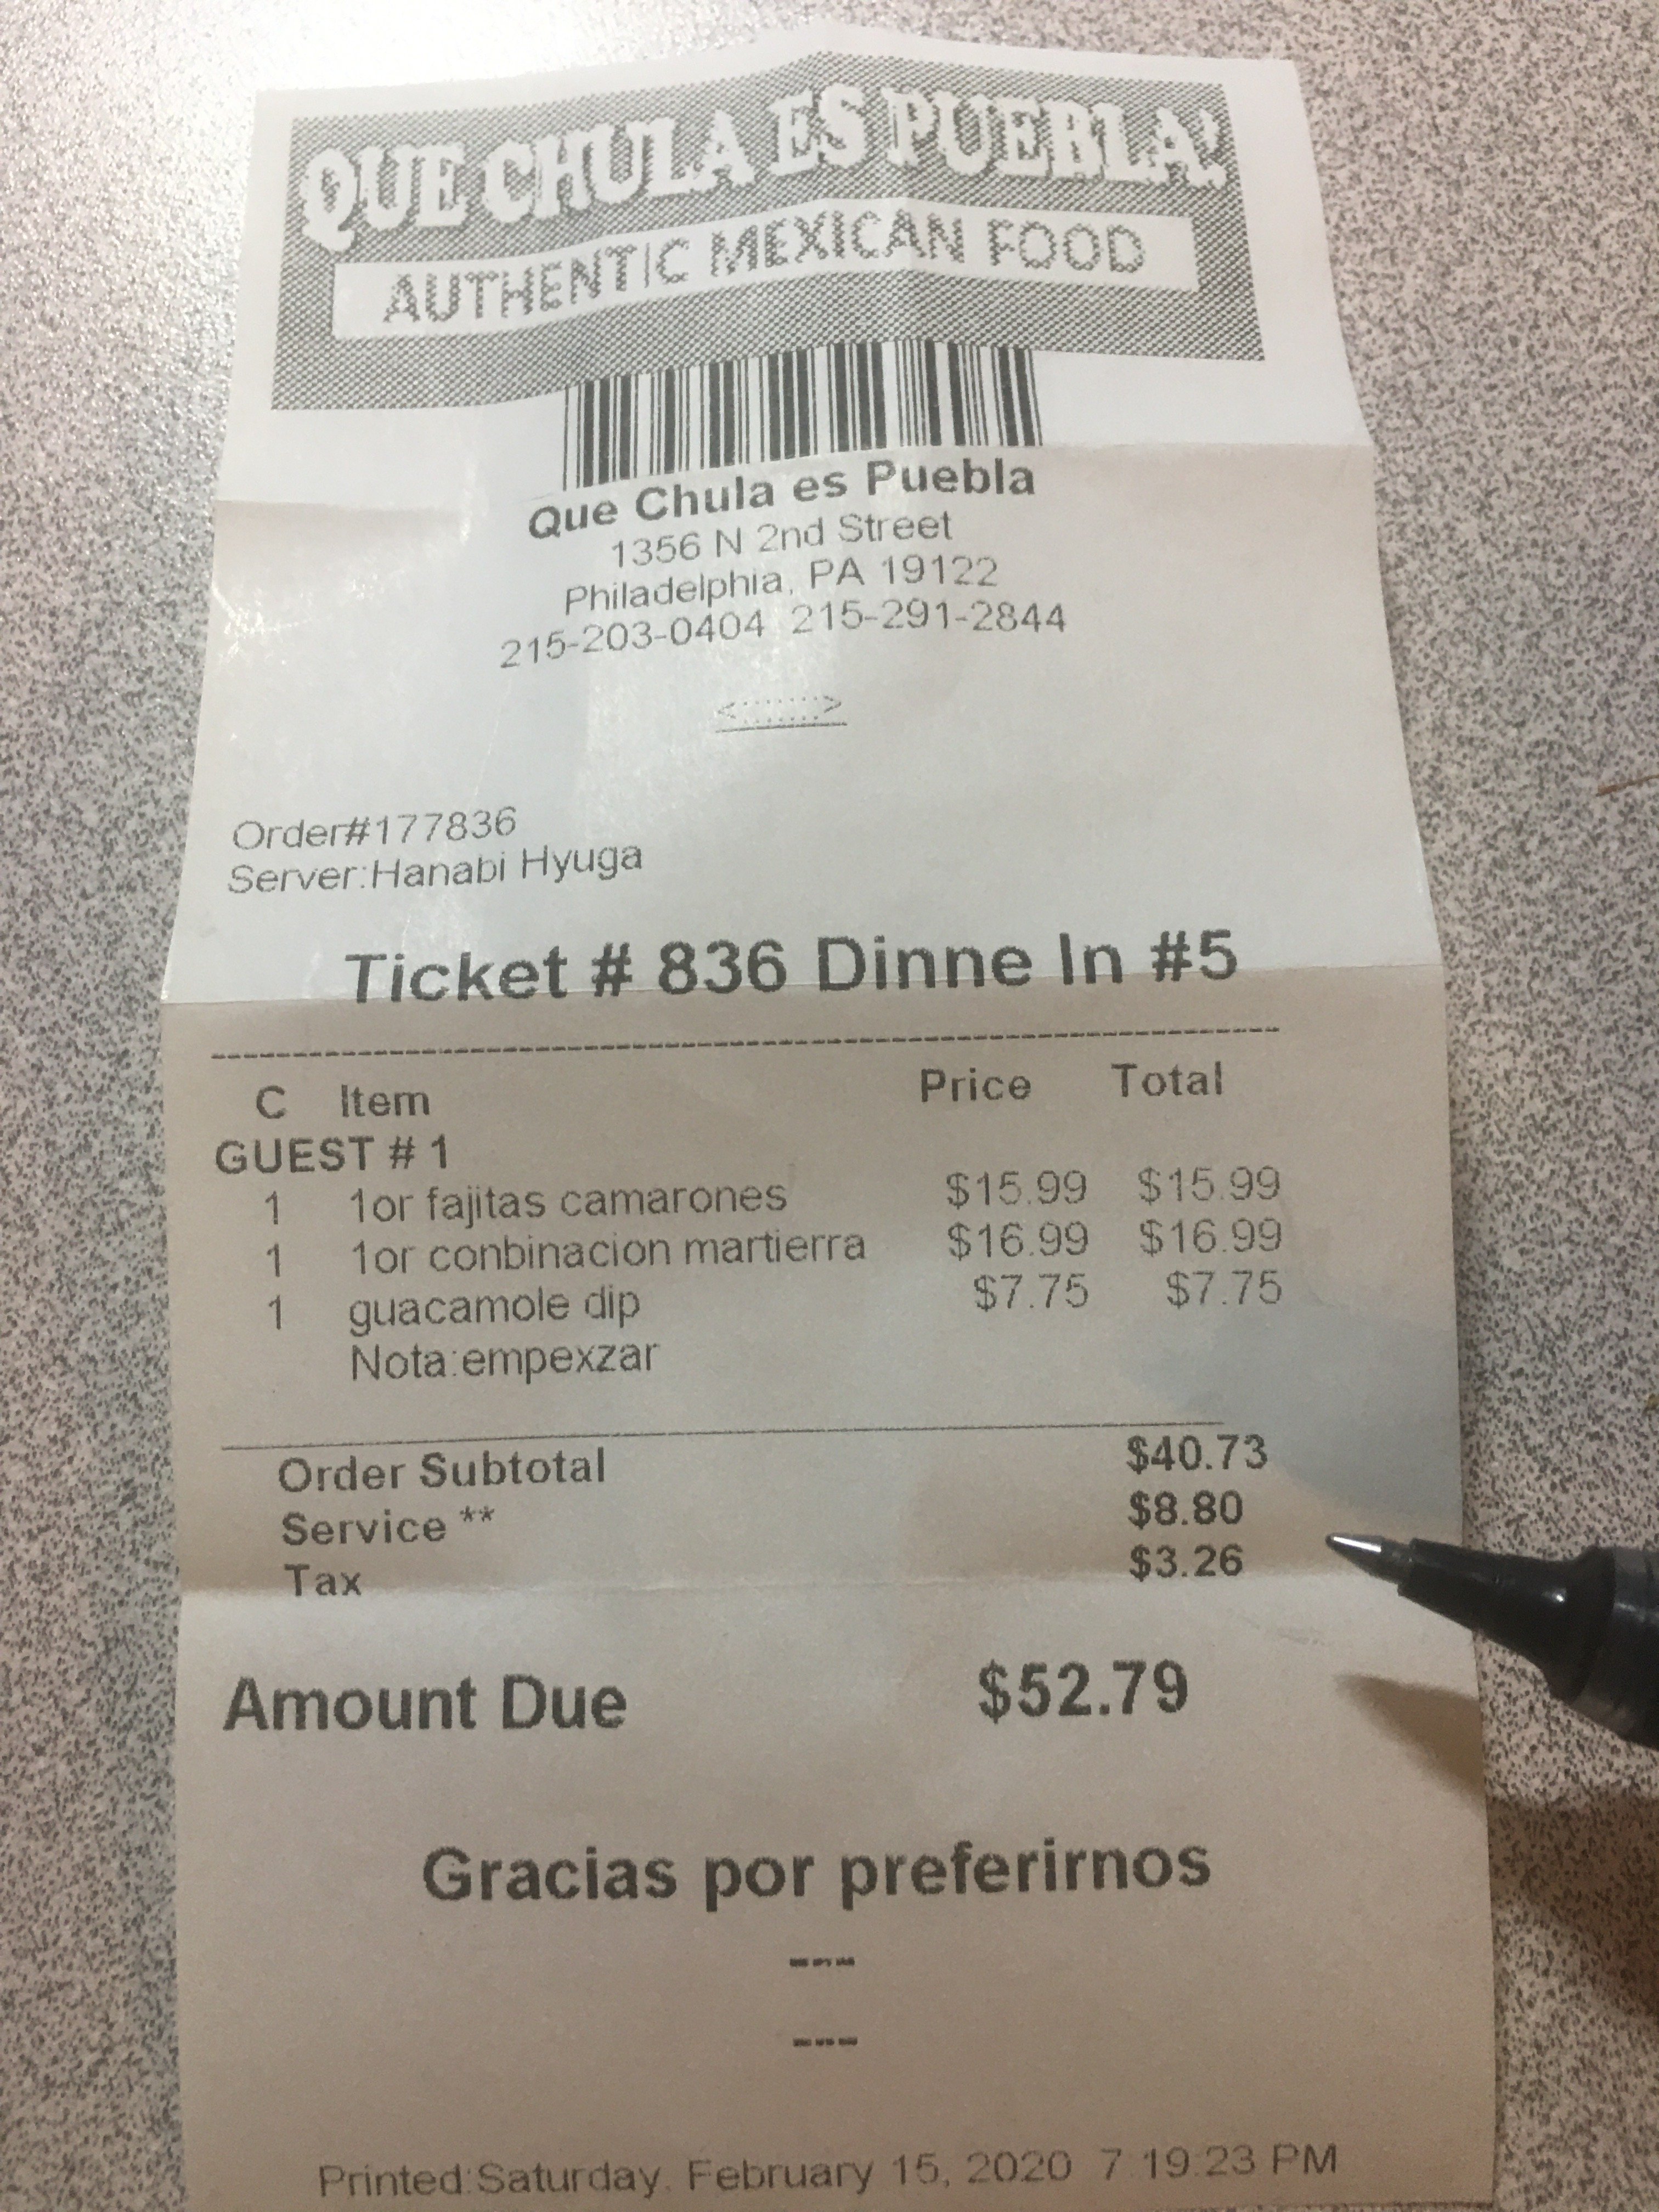 QUE CHULA ES PUEBLA!
AUTHENTIC MEXICAN FOOD
Que Chula es Puebla
1356 N 2nd Street
Philadelphia, PA 19122
215-203-0404 215-291-2844
<.......>
Order#177836
Server:Hanabi Hyuga
Ticket # 836 Dinne In #5
C Item Price Total
GUEST # 1
1 1or fajitas camarones $15.99 $15.99
1 1or conbinacion martierra $16.99 $16.99
1 guacamole dip $7.75 $7.75
Nota:empexzar
Order Subtotal $40.73
Service ** $8.80
Tax $3.26
Amount Due $52.79
Gracias por preferirnos
---
---
Printed:Saturday, February 15, 2020 7:19:23 PM